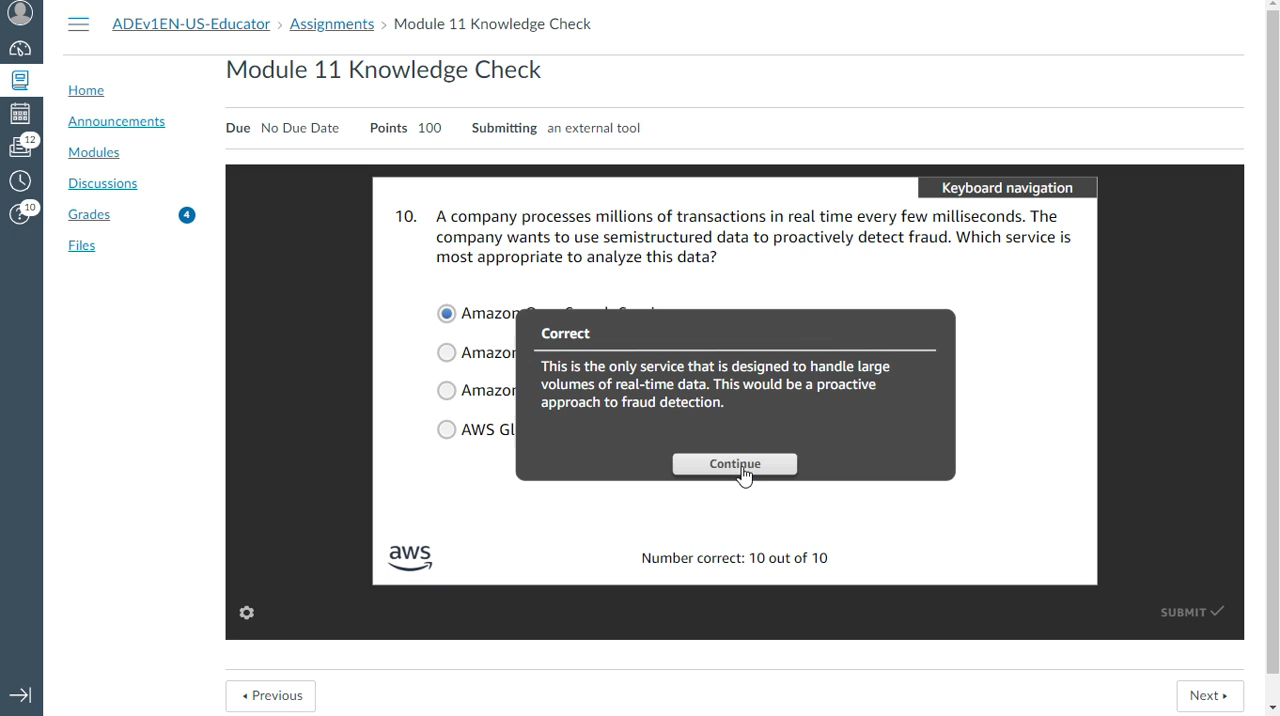 ADEv1EN-US-Educator › Assignments › Module 11 Knowledge Check
Module 11 Knowledge Check
Home
Announcements
Modules
Discussions
Grades 4
Files
12
10
Due No Due Date Points 100 Submitting an external tool
Keyboard navigation
10. A company processes millions of transactions in real time every few milliseconds. The
company wants to use semistructured data to proactively detect fraud. Which service is
most appropriate to analyze this data?
Amazon
Amazon
Amazon
AWS
Correct
This is the only service that is designed to handle large
volumes of real-time data. This would be a proactive
approach to fraud detection.
Continue
aws
Number correct: 10 out of 10
SUBMIT
Previous
Next